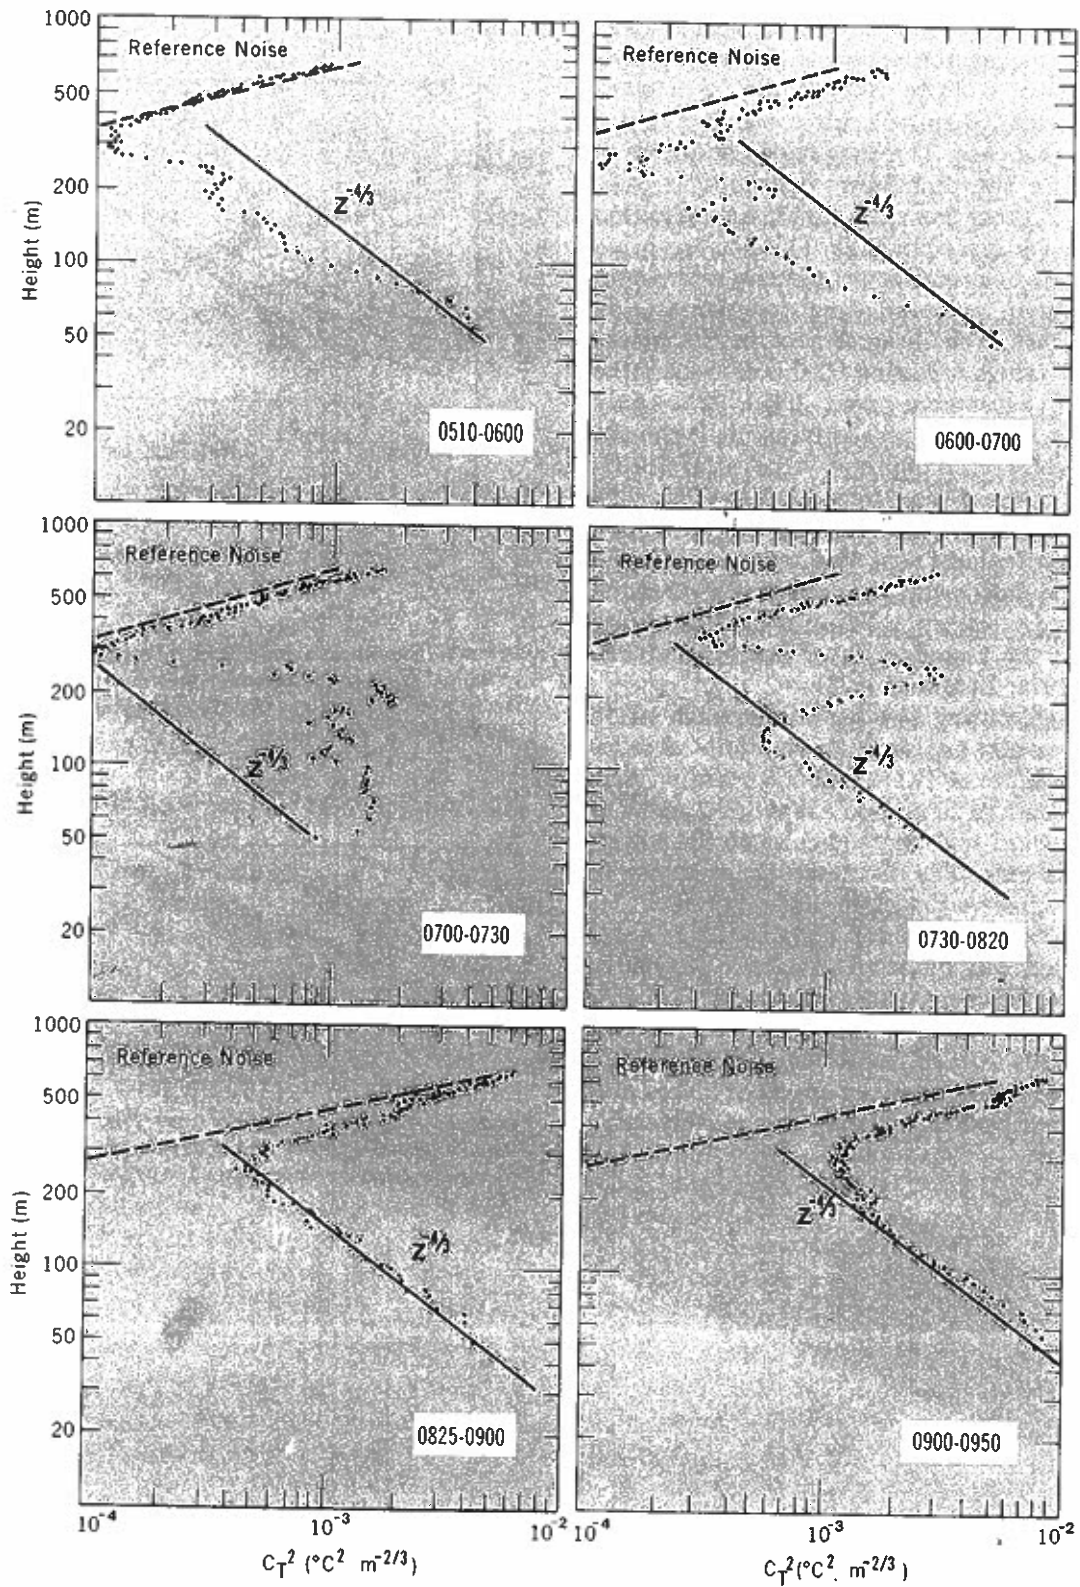 1000
500
200
100
50
20
Height (m)
Reference Noise
z^-4/3
0510-0600
Reference Noise
z^-4/3
0600-0700
1000
500
200
100
50
20
Height (m)
Reference Noise
z^-4/3
0700-0730
Reference Noise
z^-4/3
0730-0820
1000
500
200
100
50
20
Height (m)
Reference Noise
z^-4/3
0825-0900
Reference Noise
z^-4/3
0900-0950
10^-4 10^-3 10^-2 10^-4 10^-3 10^-2
C_T^2 (°C^2 m^-2/3)
C_T^2 (°C^2 m^-2/3)